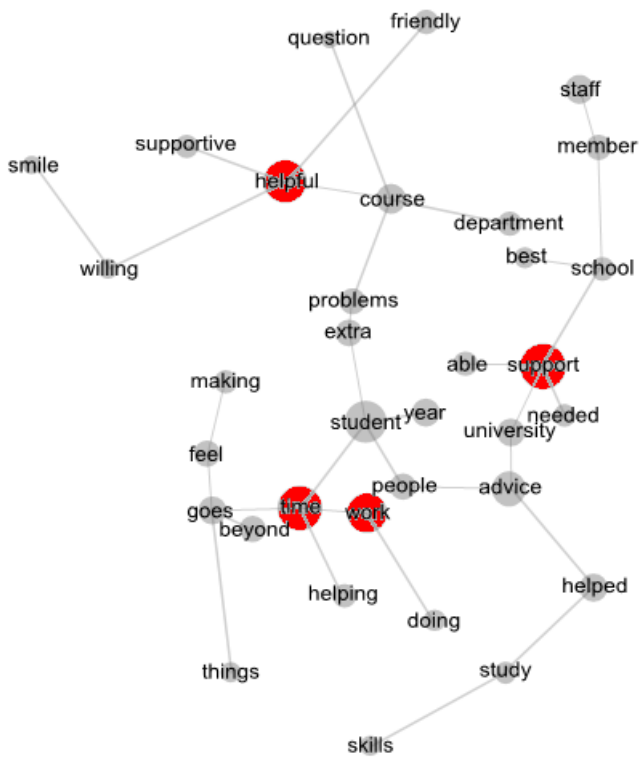 friendly
question
staff
supportive
member
smile
helpful
course
department
best
school
willing
problems
extra
able
support
making
student
year
needed
university
feel
people
advice
goes
time
work
beyond
helping
helped
doing
things
study
skills